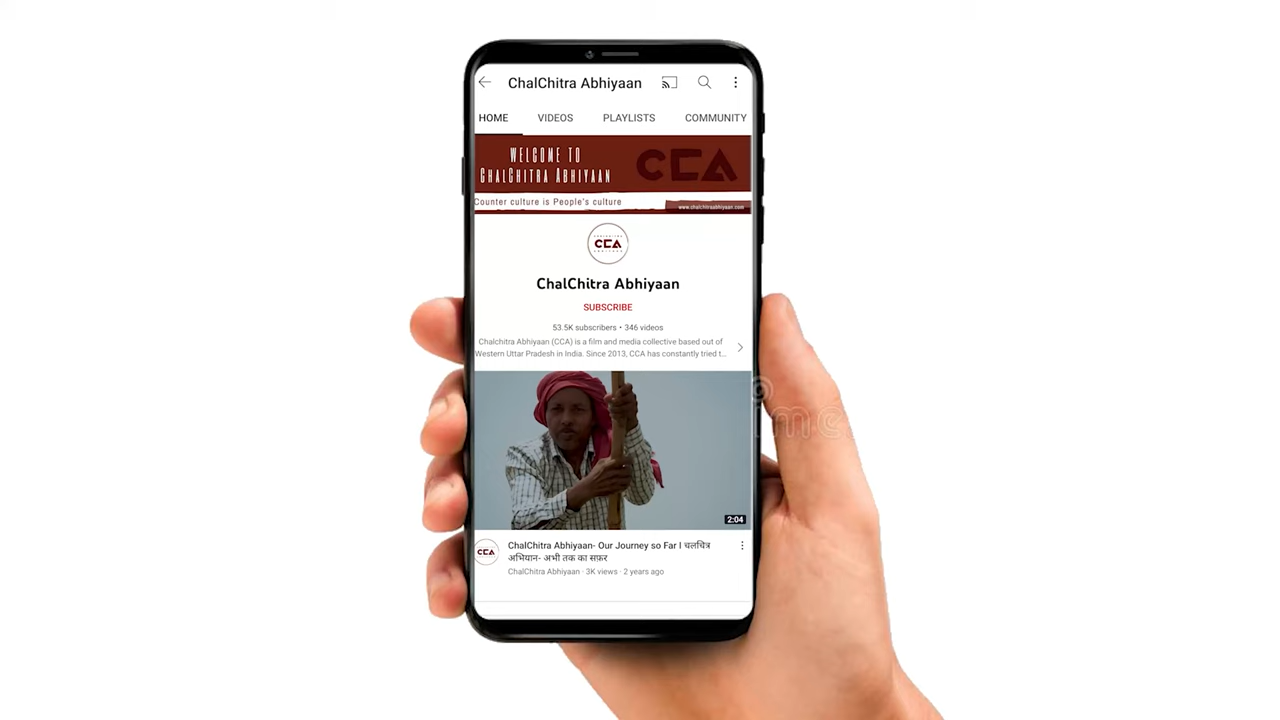 ChalChitra Abhiyaan
HOME VIDEOS PLAYLISTS COMMUNITY
WELCOME TO
CHALCHITRA ABHIYAAN
CCA
Counter culture is People's culture
www.chalchitraabhiyaan.com
CCA
ChalChitra Abhiyaan
SUBSCRIBE
53.5K subscribers • 346 videos
Chalchitra Abhiyaan (CCA) is a film and media collective based out of
Western Uttar Pradesh in India. Since 2013, CCA has constantly tried t...
2:04
CCA
ChalChitra Abhiyaan- Our Journey so Far I चलचित्र
अभियान- अभी तक का सफ़र
ChalChitra Abhiyaan · 3K views · 2 years ago